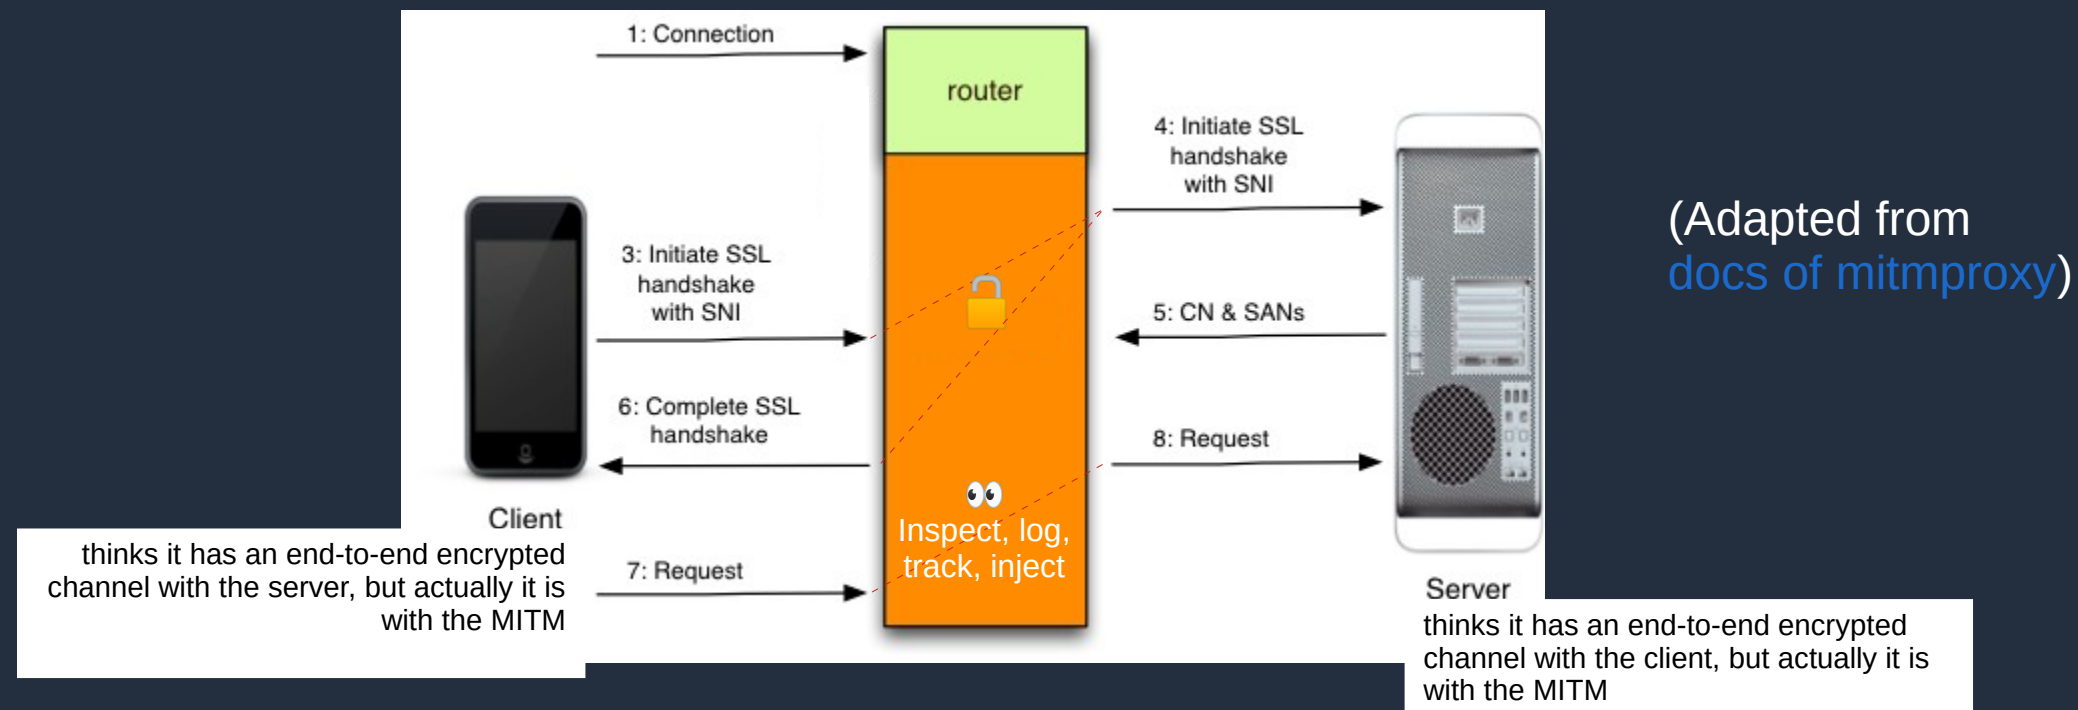 1: Connection
router
4: Initiate SSL
handshake
with SNI
3: Initiate SSL
handshake
with SNI
5: CN & SANs
6: Complete SSL
handshake
8: Request
Inspect, log,
track, inject
7: Request
Client
thinks it has an end-to-end encrypted
channel with the server, but actually it is
with the MITM
Server
thinks it has an end-to-end encrypted
channel with the client, but actually it is
with the MITM
(Adapted from
docs of mitmproxy)